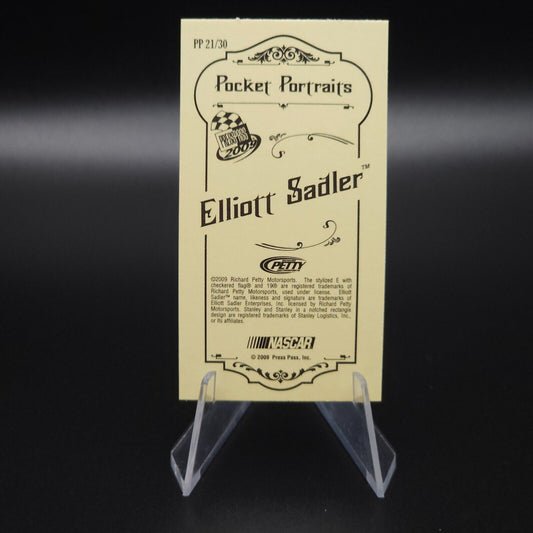 PP 21/30
Pocket Portraits
PRESS PASS
2009
Elliott Sadler™
PETTY
©2009 Richard Petty Motorsports. The stylized E with
checkered flag® and 19® are registered trademarks of
Richard Petty Motorsports, used under license. Elliott
Sadler™ name, likeness and signature are trademarks of
Elliott Sadler Enterprises, Inc. licensed by Richard Petty
Motorsports. Stanley and Stanley in a notched rectangle
design are registered trademarks of Stanley Logistics, Inc.,
or its affiliates.
NASCAR
© 2009 Press Pass, Inc.